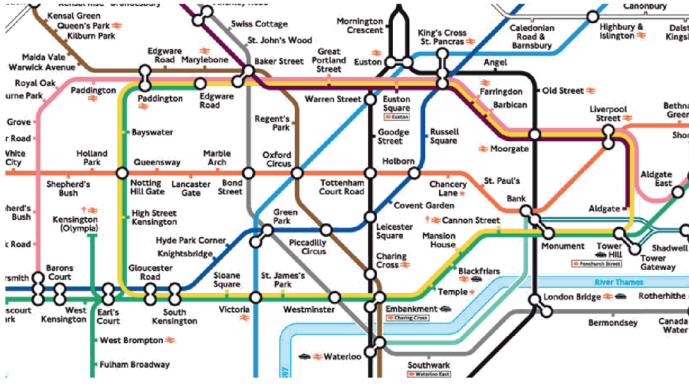 Kensal Green
Queen's Park
Kilburn Park
Maida Vale
Warwick Avenue
Royal Oak
Paddington
Edgware
Road
Marylebone
Paddington
Edgware
Road
Swiss Cottage
St. John's Wood
Baker Street
Great
Portland
Street
Mornington
Crescent
Euston
King's Cross
St. Pancras
Caledonian
Road &
Barnsbury
Canonbury
Highbury &
Islington
Angel
Old Street
Farringdon
Barbican
Liverpool
Street
Moorgate
Warren Street
Euston
Square
Euston
Regent's
Park
Goodge
Street
Russell
Square
Bayswater
Grove
Holland
Park
Queensway
Marble
Arch
Oxford
Circus
Holborn
Shepherd's
Bush
Notting
Hill Gate
Lancaster
Gate
Bond
Street
Tottenham
Court Road
Chancery
Lane
St. Paul's
Bank
Aldgate
East
Aldgate
Kensington
(Olympia)
High Street
Kensington
Green
Park
Covent Garden
Leicester
Square
Cannon Street
Mansion
House
Monument
Tower
Hill
Fenchurch Street
Tower
Gateway
Shadwell
Hyde Park Corner
Knightsbridge
Piccadilly
Circus
Charing
Cross
Blackfriars
Temple
River Thames
Barons
Court
Gloucester
Road
Sloane
Square
St. James's
Park
West
Kensington
Earl's
Court
South
Kensington
Victoria
Westminster
Embankment
Charing Cross
London Bridge
Bermondsey
West Brompton
Fulham Broadway
Waterloo
Southwark
Waterloo East